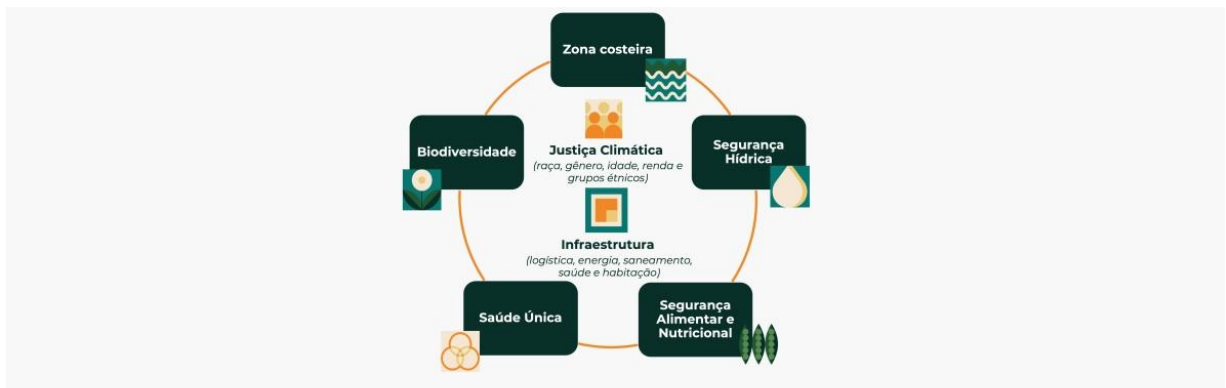 Zona costeira
Biodiversidade
Segurança
Hídrica
Justiça Climática
(raça, gênero, idade, renda e
grupos étnicos)
Infraestrutura
(logística, energia, saneamento,
saúde e habitação)
Saúde Única
Segurança
Alimentar e
Nutricional